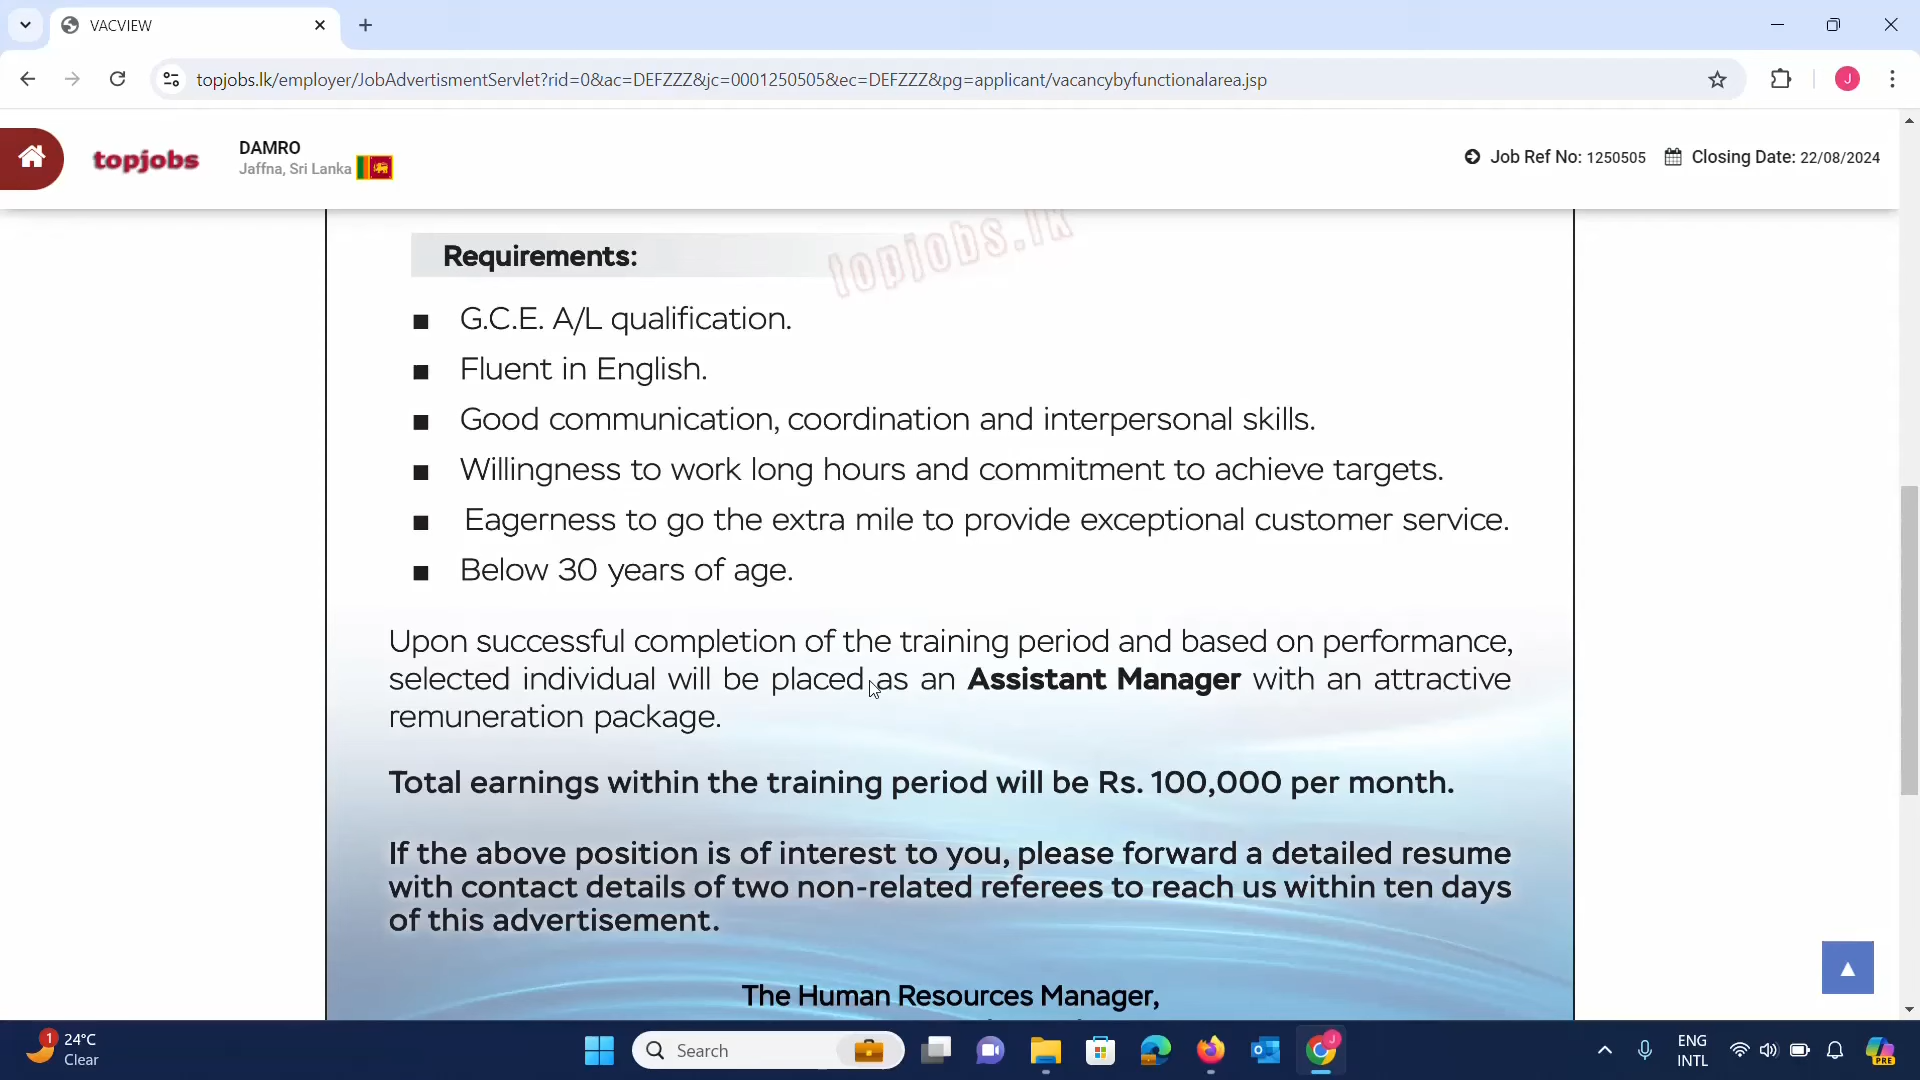 VACVIEW
topjobs.lk/employer/JobAdvertismentServlet?rid=0&ac=DEFZZZ&jc=0001250505&ec=DEFZZZ&pg=applicant/vacancybyfunctionalarea.jsp
J
topjobs
DAMRO
Jaffna, Sri Lanka
Job Ref No: 1250505
Closing Date: 22/08/2024
topjobs.lk
Requirements:
■ G.C.E. A/L qualification.
■ Fluent in English.
■ Good communication, coordination and interpersonal skills.
■ Willingness to work long hours and commitment to achieve targets.
■ Eagerness to go the extra mile to provide exceptional customer service.
■ Below 30 years of age.
Upon successful completion of the training period and based on performance,
selected individual will be placed as an Assistant Manager with an attractive
remuneration package.
Total earnings within the training period will be Rs. 100,000 per month.
If the above position is of interest to you, please forward a detailed resume
with contact details of two non-related referees to reach us within ten days
of this advertisement.
The Human Resources Manager,
1
24°C
Clear
Search
J
ENG
INTL
PRE